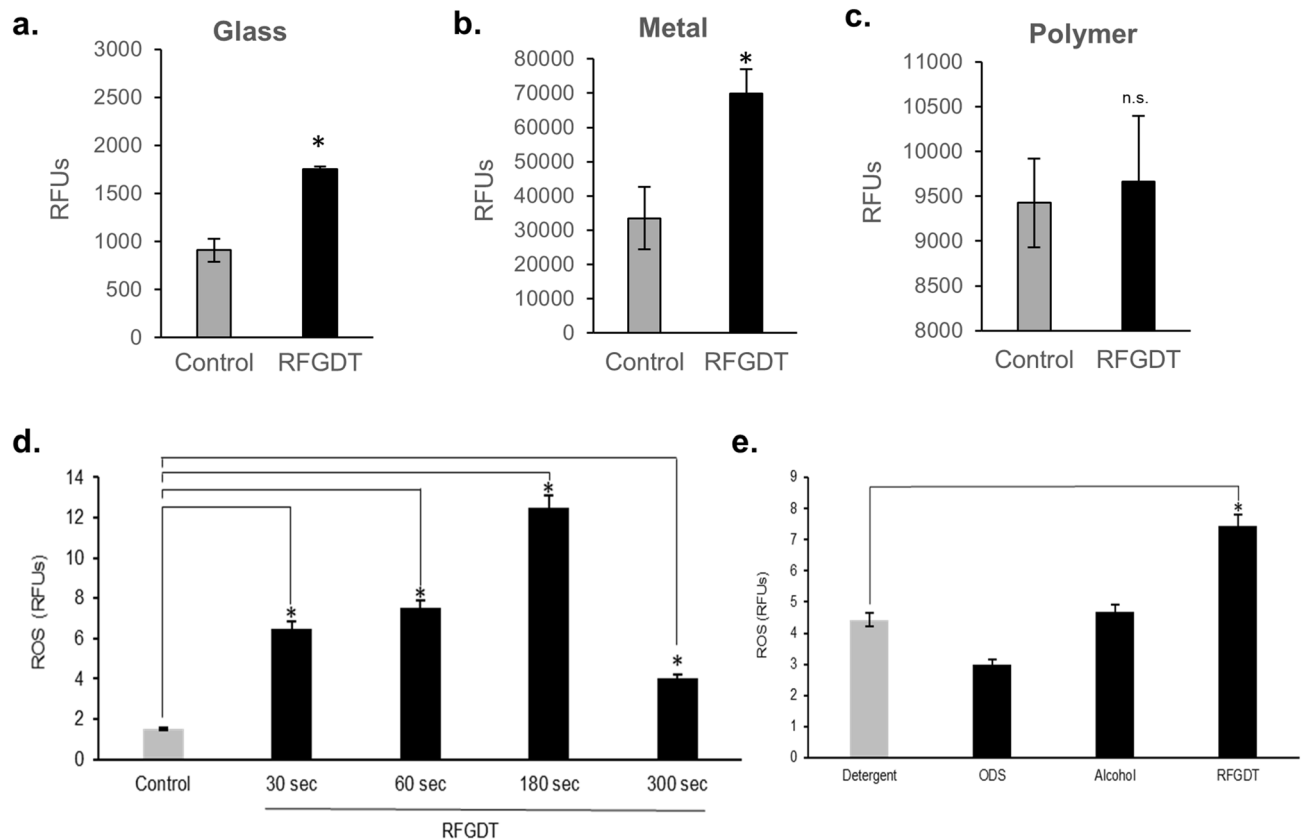 a.
Glass
3000
2500
2000
1500
1000
500
0
RFUs
*
Control RFGDT
b.
Metal
80000
70000
60000
50000
40000
30000
20000
10000
0
RFUs
*
Control RFGDT
c.
Polymer
11000
10500
10000
9500
9000
8500
8000
RFUs
n.s.
Control RFGDT
d.
14
12
10
8
6
4
2
0
ROS (RFUs)
*
*
*
*
Control 30 sec 60 sec 180 sec 300 sec
RFGDT
e.
9
8
7
6
5
4
3
2
1
0
ROS (RFUs)
*
Detergent ODS Alcohol RFGDT